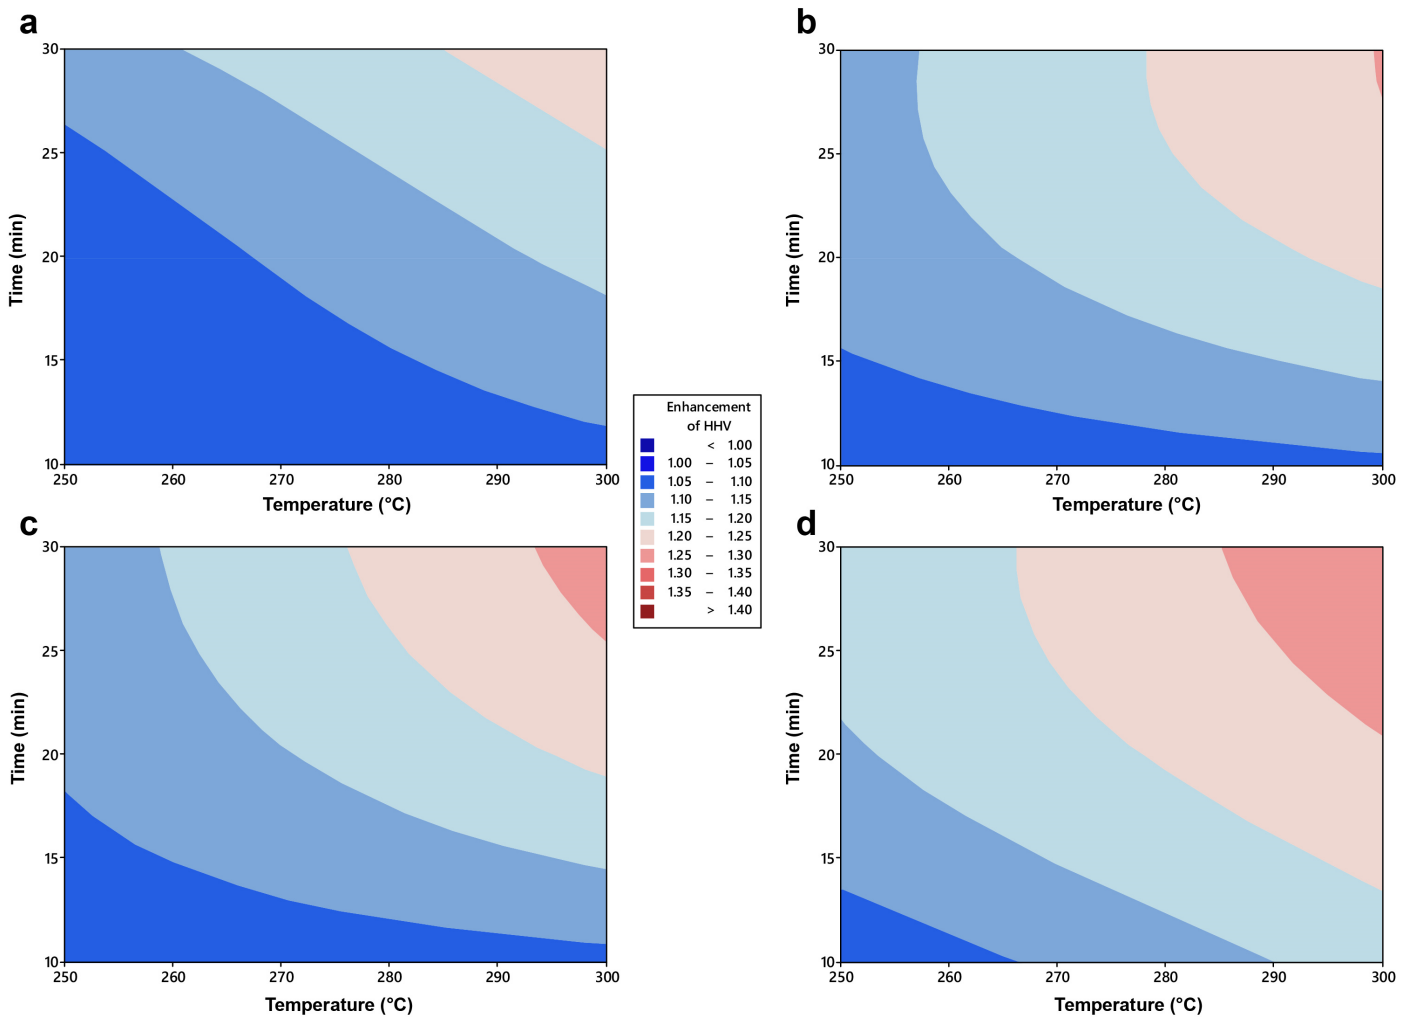 a
30
25
20
15
10
250 260 270 280 290 300
Time (min)
Temperature (°C)
b
30
25
20
15
10
250 260 270 280 290 300
Time (min)
Temperature (°C)
Enhancement
of HHV
< 1.00
1.00 – 1.05
1.05 – 1.10
1.10 – 1.15
1.15 – 1.20
1.20 – 1.25
1.25 – 1.30
1.30 – 1.35
1.35 – 1.40
> 1.40
c
30
25
20
15
10
250 260 270 280 290 300
Time (min)
Temperature (°C)
d
30
25
20
15
10
250 260 270 280 290 300
Time (min)
Temperature (°C)